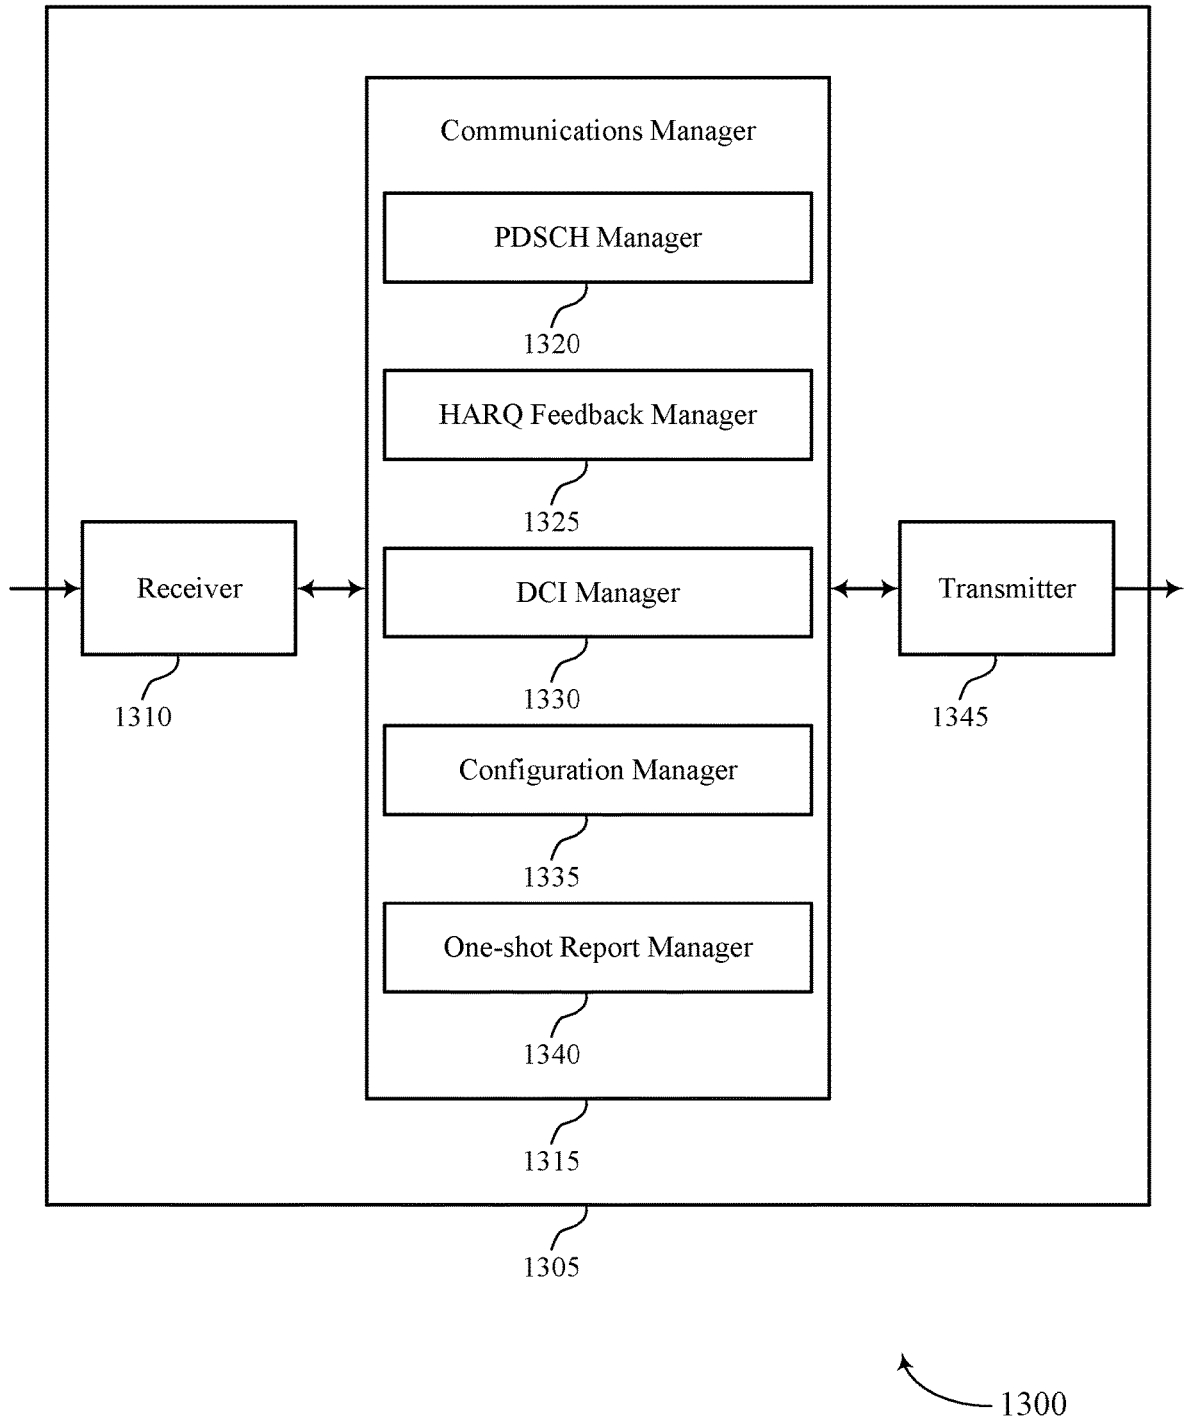 Communications Manager
PDSCH Manager
1320
HARQ Feedback Manager
1325
Receiver
1310
DCI Manager
1330
Transmitter
1345
Configuration Manager
1335
One-shot Report Manager
1340
1315
1305
1300